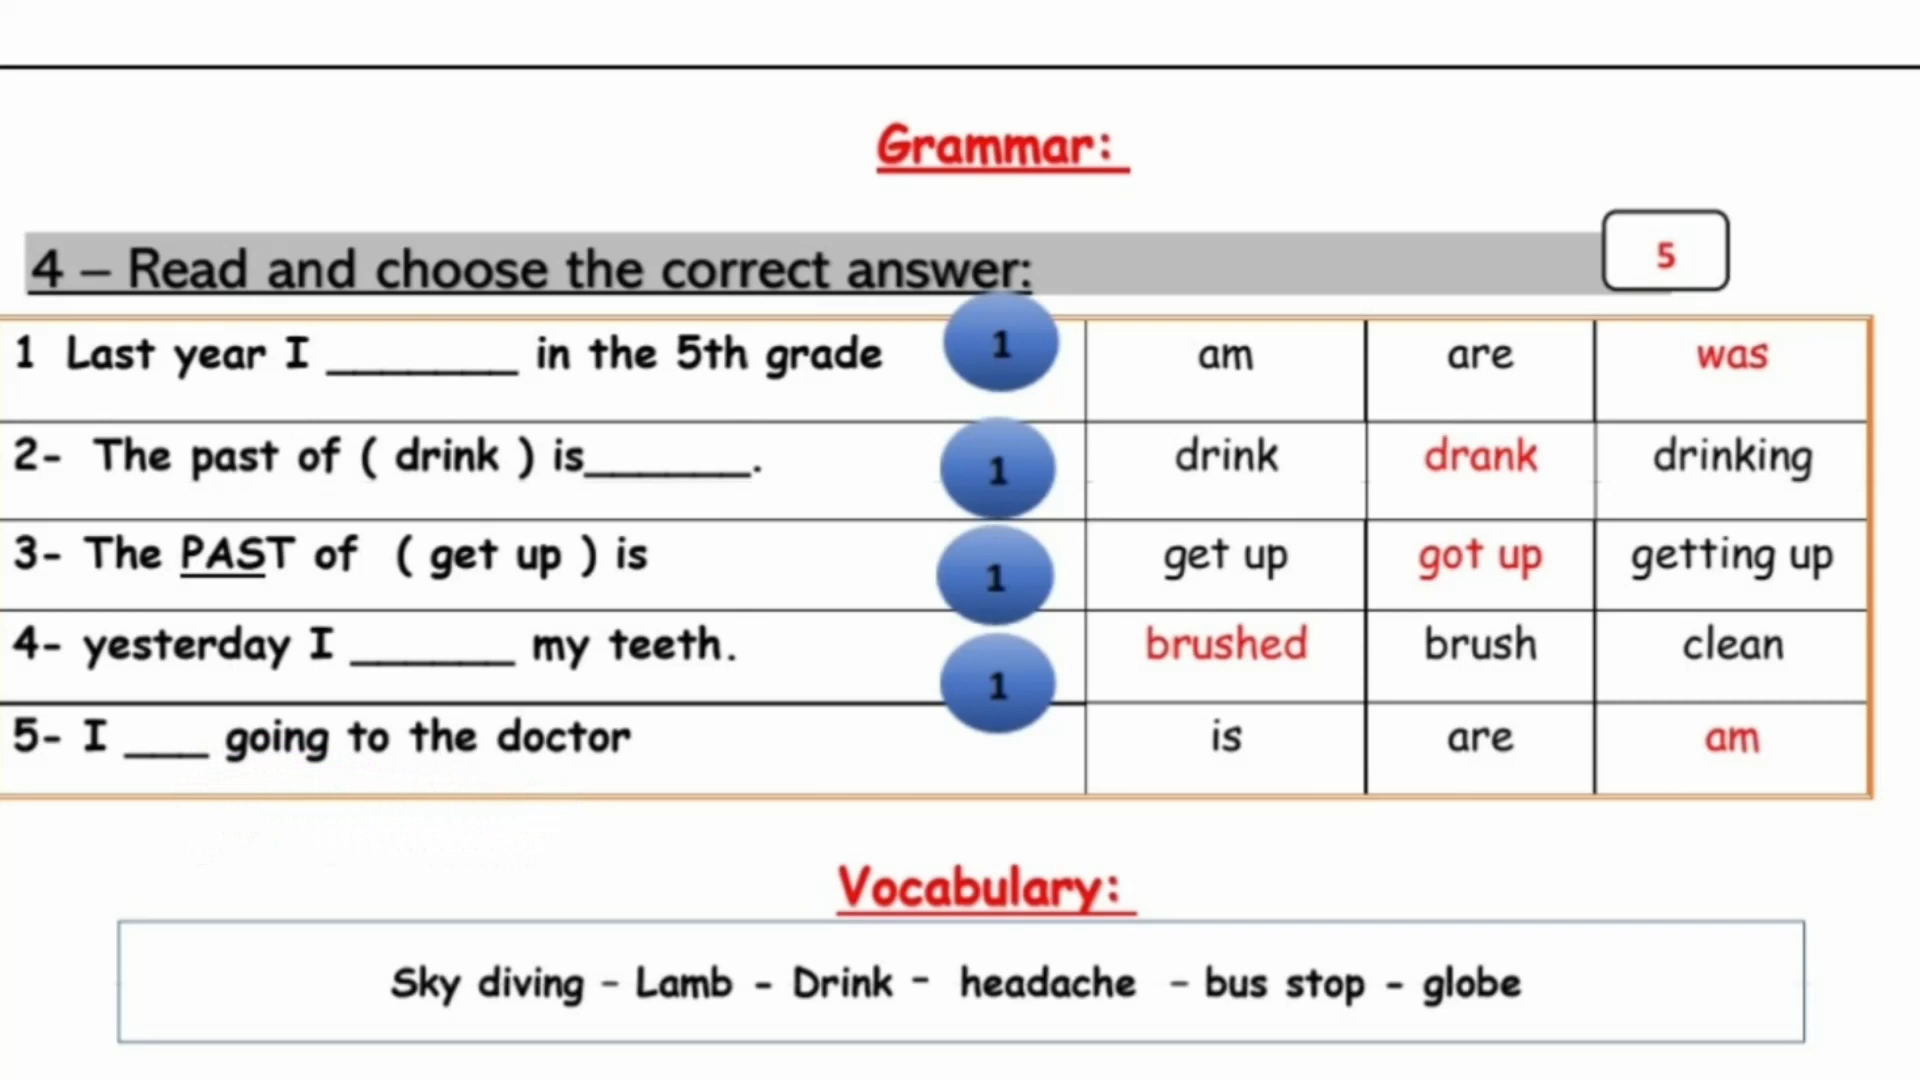 Grammar:
4 – Read and choose the correct answer:
5
1 Last year I _______ in the 5th grade 1 am are was
2- The past of ( drink ) is______. 1 drink drank drinking
3- The PAST of ( get up ) is 1 get up got up getting up
4- yesterday I ______ my teeth. 1 brushed brush clean
5- I ___ going to the doctor is are am
Vocabulary:
Sky diving – Lamb - Drink – headache – bus stop - globe